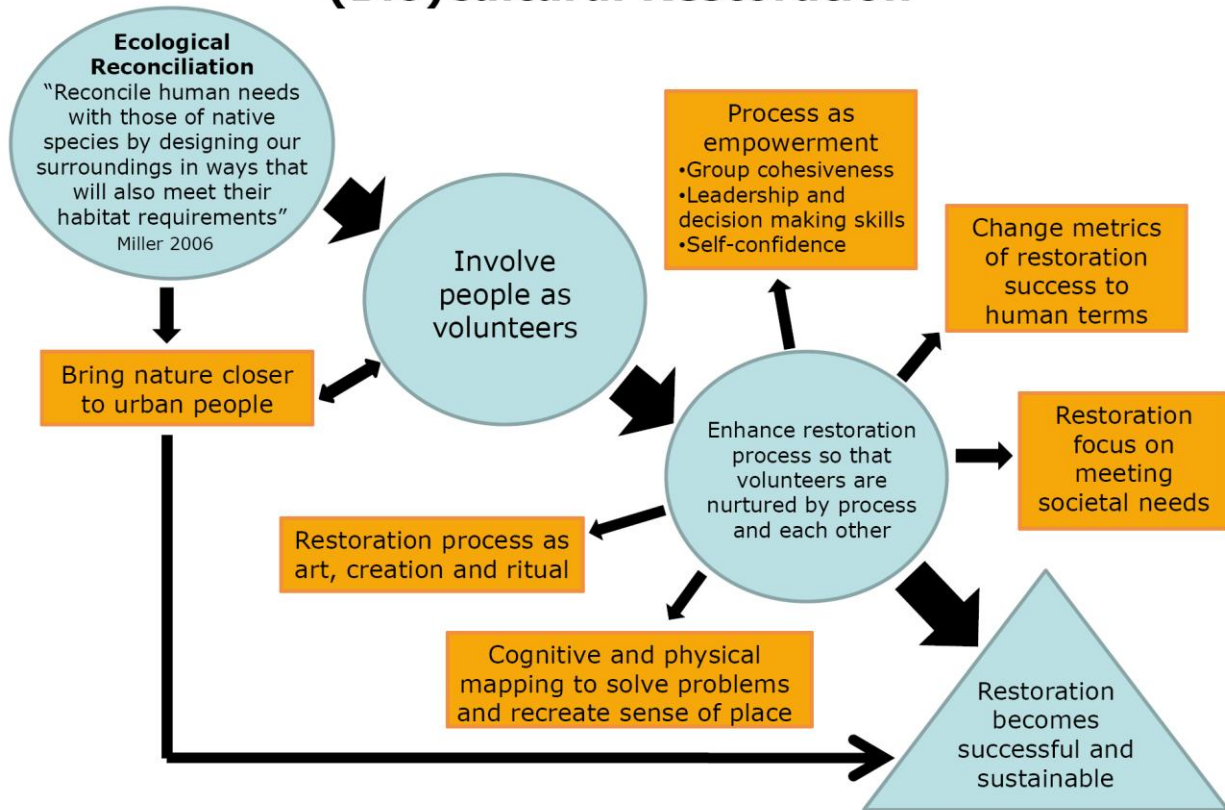 (Bio)cultural Restoration
Ecological
Reconciliation
“Reconcile human needs
with those of native
species by designing our
surroundings in ways that
will also meet their
habitat requirements”
Miller 2006
Involve
people as
volunteers
Bring nature closer
to urban people
Process as
empowerment
•Group cohesiveness
•Leadership and
decision making skills
•Self-confidence
Change metrics
of restoration
success to
human terms
Enhance restoration
process so that
volunteers are
nurtured by process
and each other
Restoration
focus on
meeting
societal needs
Restoration process as
art, creation and ritual
Cognitive and physical
mapping to solve problems
and recreate sense of place
Restoration
becomes
successful and
sustainable